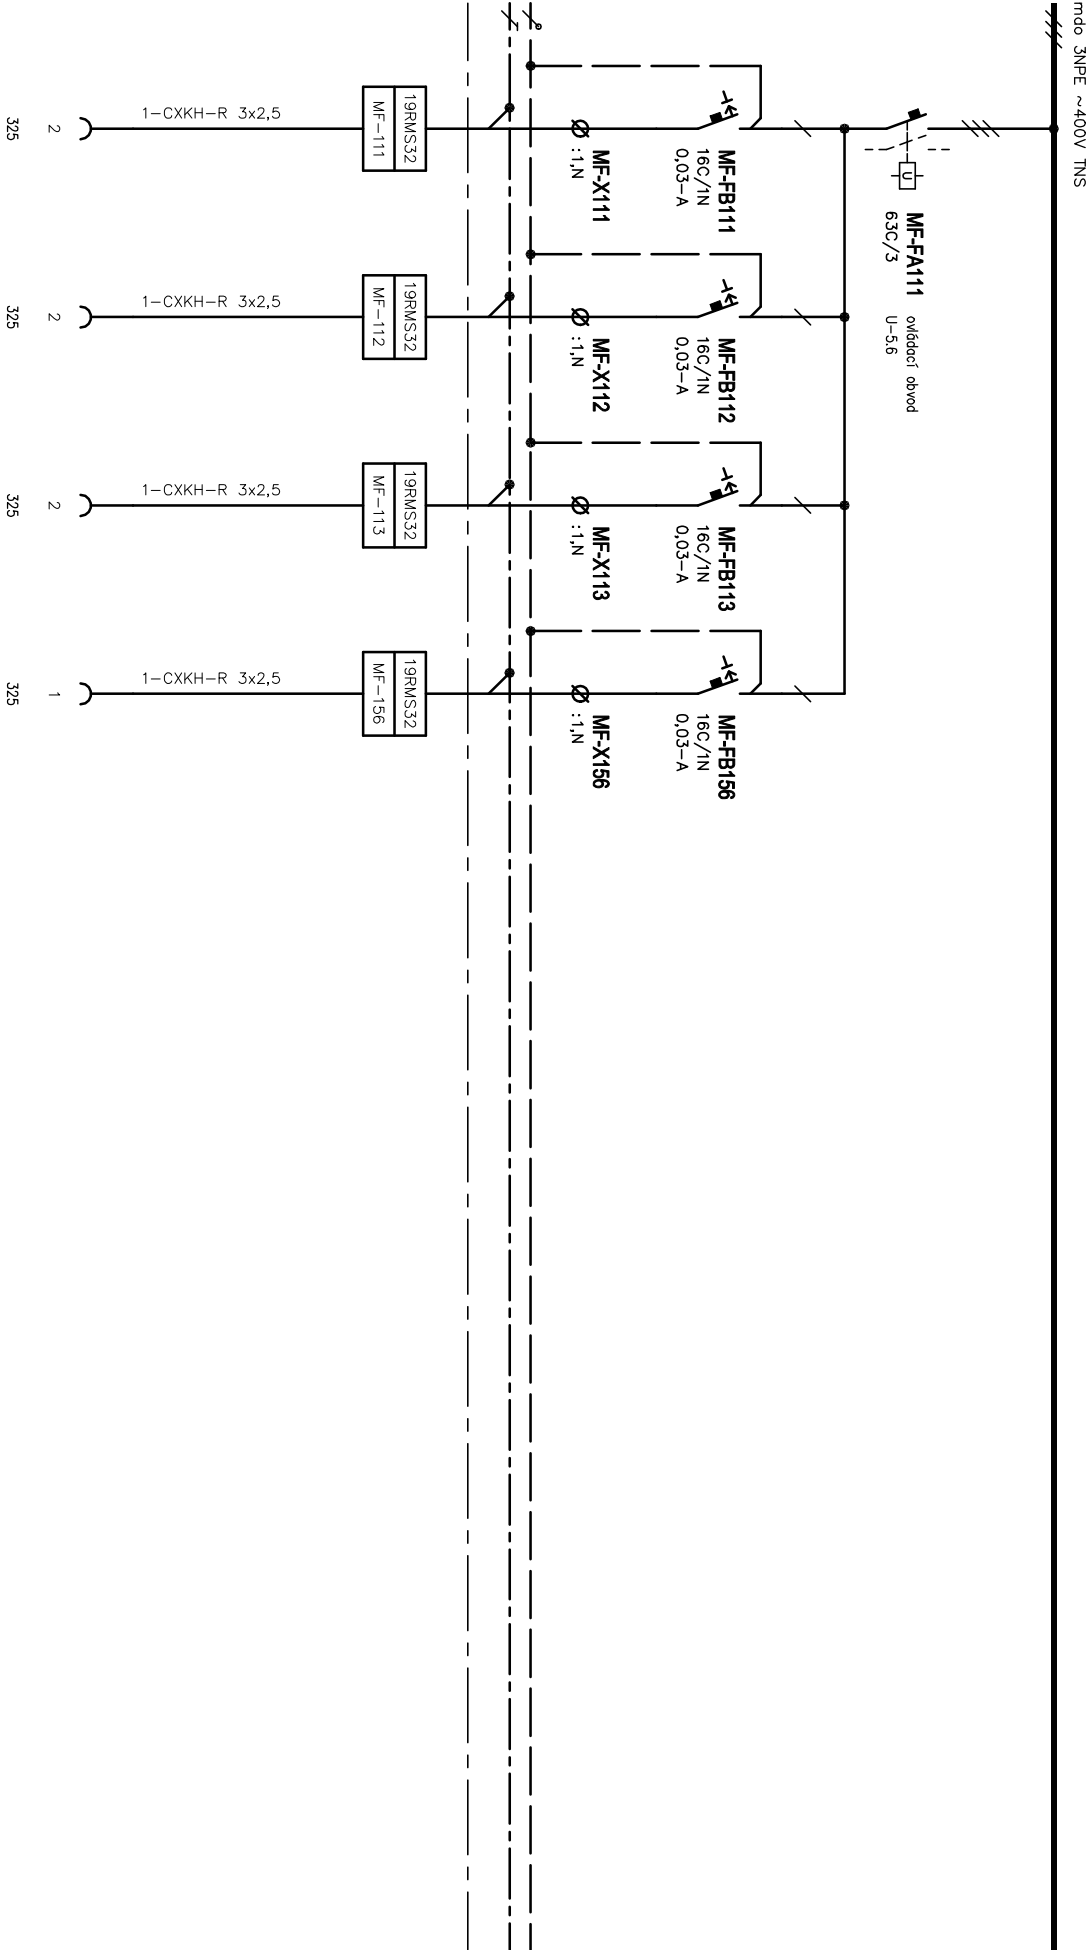 mdo 3NPE ~400V TNS
MF-FA111
63C/3
ovládací obvod
U-5.6
U
MF-FB111
16C/1N
0,03-A
MF-X111
:1,N
19RMS32
MF-111
1-CXKH-R 3x2,5
2
325
MF-FB112
16C/1N
0,03-A
MF-X112
:1,N
19RMS32
MF-112
1-CXKH-R 3x2,5
2
325
MF-FB113
16C/1N
0,03-A
MF-X113
:1,N
19RMS32
MF-113
1-CXKH-R 3x2,5
2
325
MF-FB156
16C/1N
0,03-A
MF-X156
:1,N
19RMS32
MF-156
1-CXKH-R 3x2,5
1
325